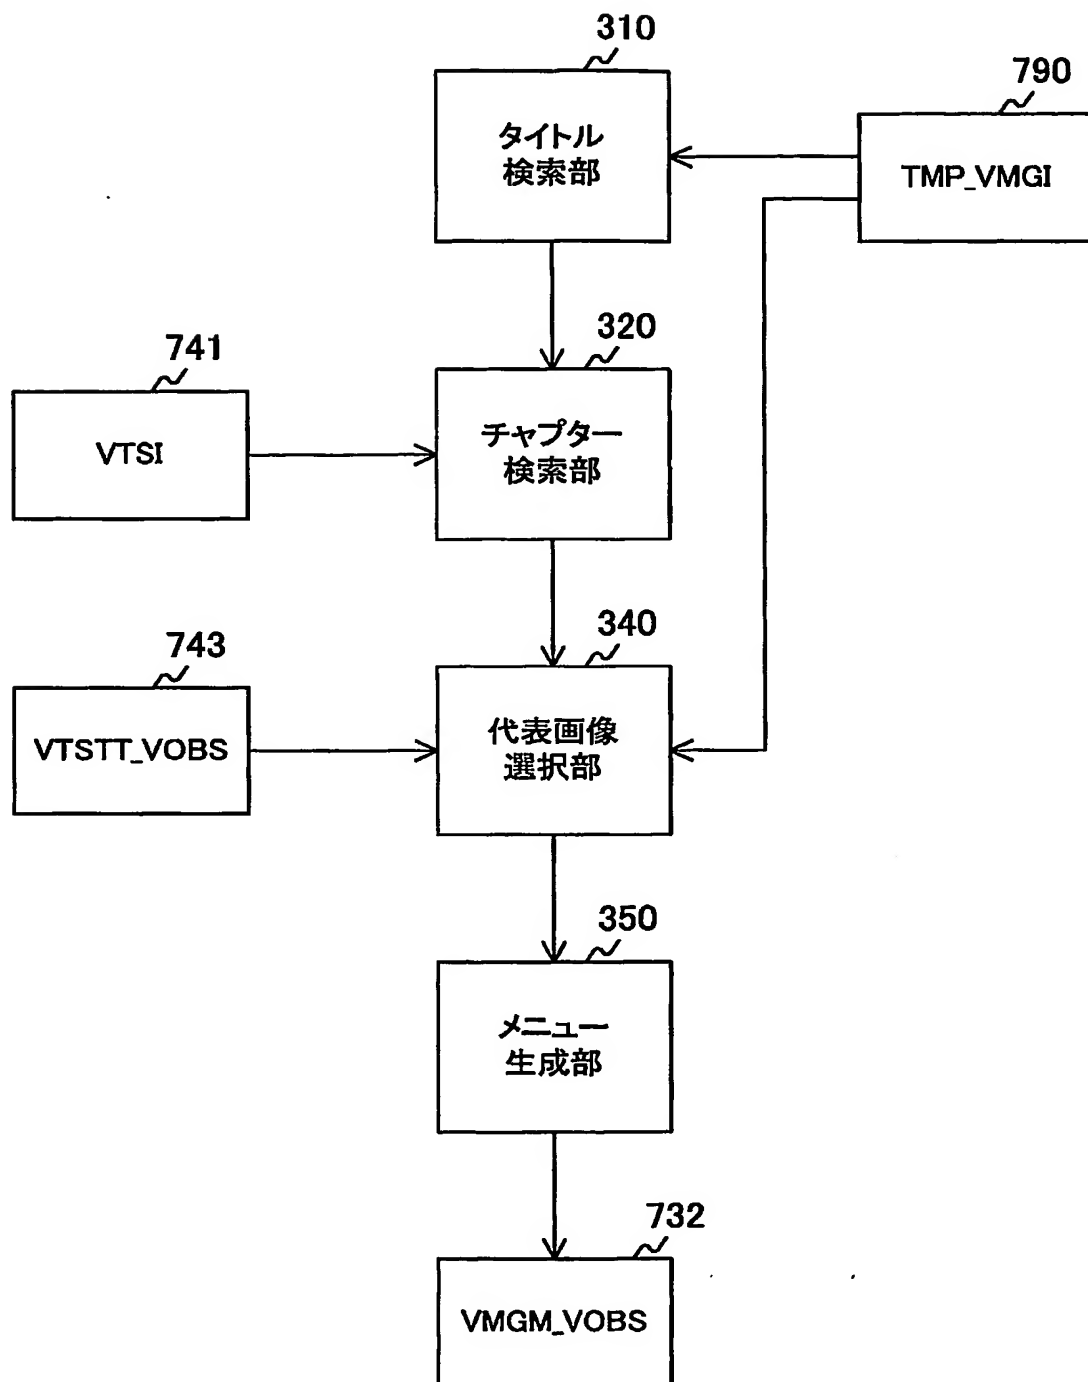 310
タイトル
検索部
790
TMP_VMGI
320
チャプター
検索部
741
VTSI
340
代表画像
選択部
743
VTSTT_VOBS
350
メニュー
生成部
732
VMGM_VOBS